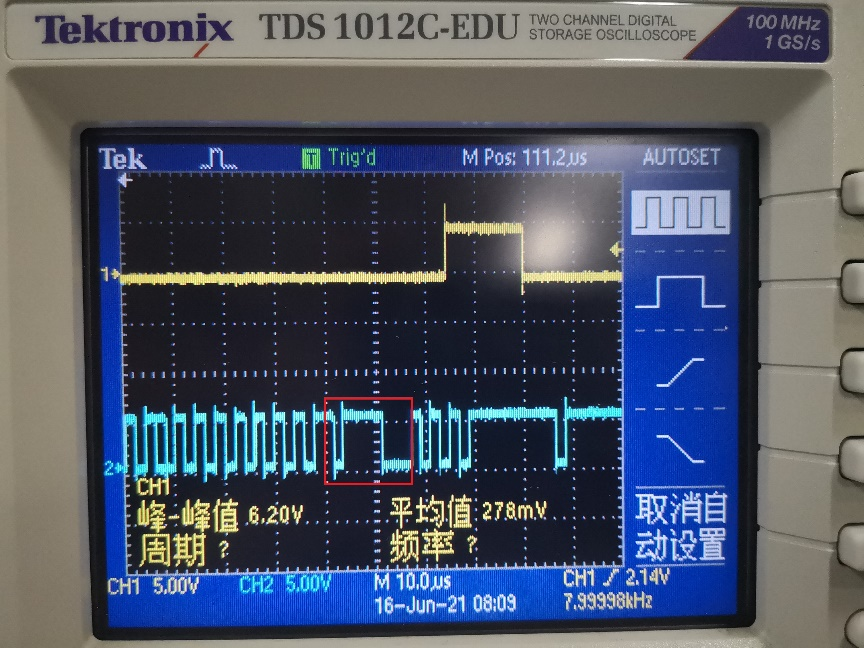 Tektronix TDS 1012C-EDU TWO CHANNEL DIGITAL STORAGE OSCILLOSCOPE
100 MHz
1 GS/s
Tek T Trig'd M Pos: 111.2µs AUTOSET
1
2
CH1
峰-峰值 6.20V 平均值 278mV
周期 ? 频率 ?
取消自
动设置
CH1 5.00V CH2 5.00V M 10.0µs CH1 / 2.14V
16-Jun-21 08:09 7.99998kHz